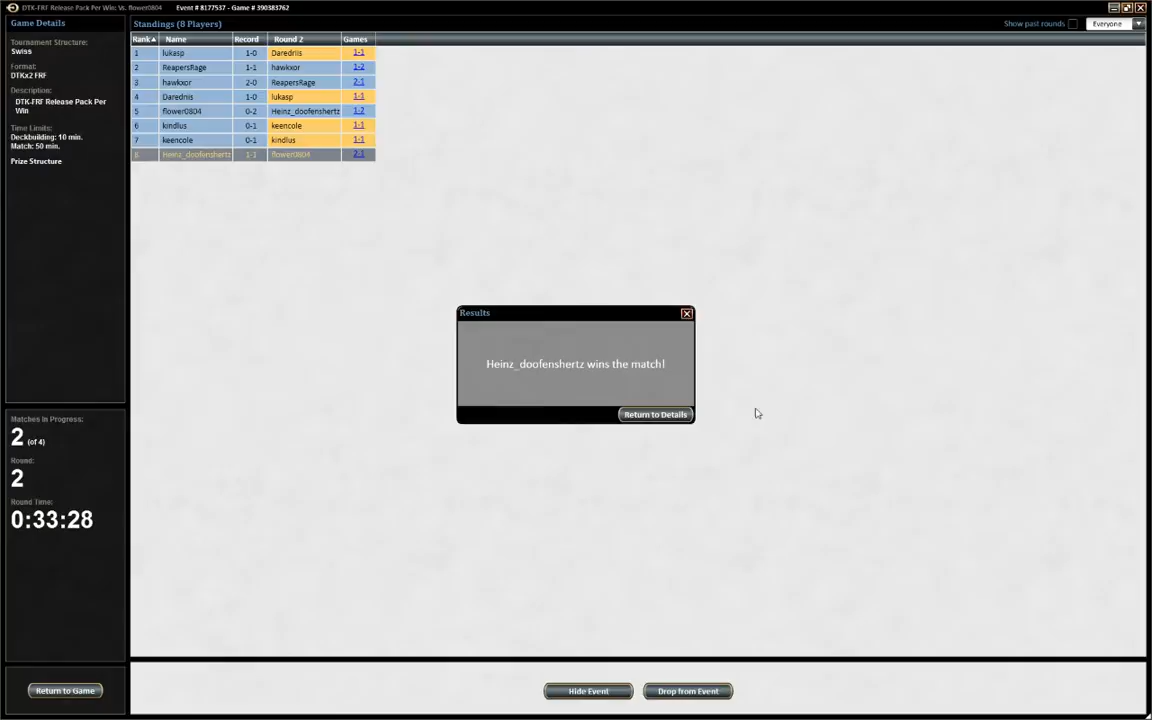 DTK-FRF Release Pack Per Win: Vs. flower0804 Event # 8177537 - Game # 390383762
Game Details
Tournament Structure:
Swiss
Format:
DTKx2 FRF
Description:
DTK-FRF Release Pack Per
Win
Time Limits:
Deckbuilding: 10 min.
Match: 50 min.
Prize Structure
Standings (8 Players)
Show past rounds Everyone
Rank Name Record Round 2 Games
1 lukasp 1-0 Darednis 1-1
2 ReapersRage 1-1 hawkxor 1-2
3 hawkxor 2-0 ReapersRage 2-1
4 Darednis 1-0 lukasp 1-1
5 flower0804 0-2 Heinz_doofenshertz 1-2
6 kindlus 0-1 keencole 1-1
7 keencole 0-1 kindlus 1-1
8 Heinz_doofenshertz 1-1 flower0804 2-1
Results
Heinz_doofenshertz wins the match!
Return to Details
Matches In Progress:
2 (of 4)
Round:
2
Round Time:
0:33:28
Return to Game
Hide Event
Drop from Event